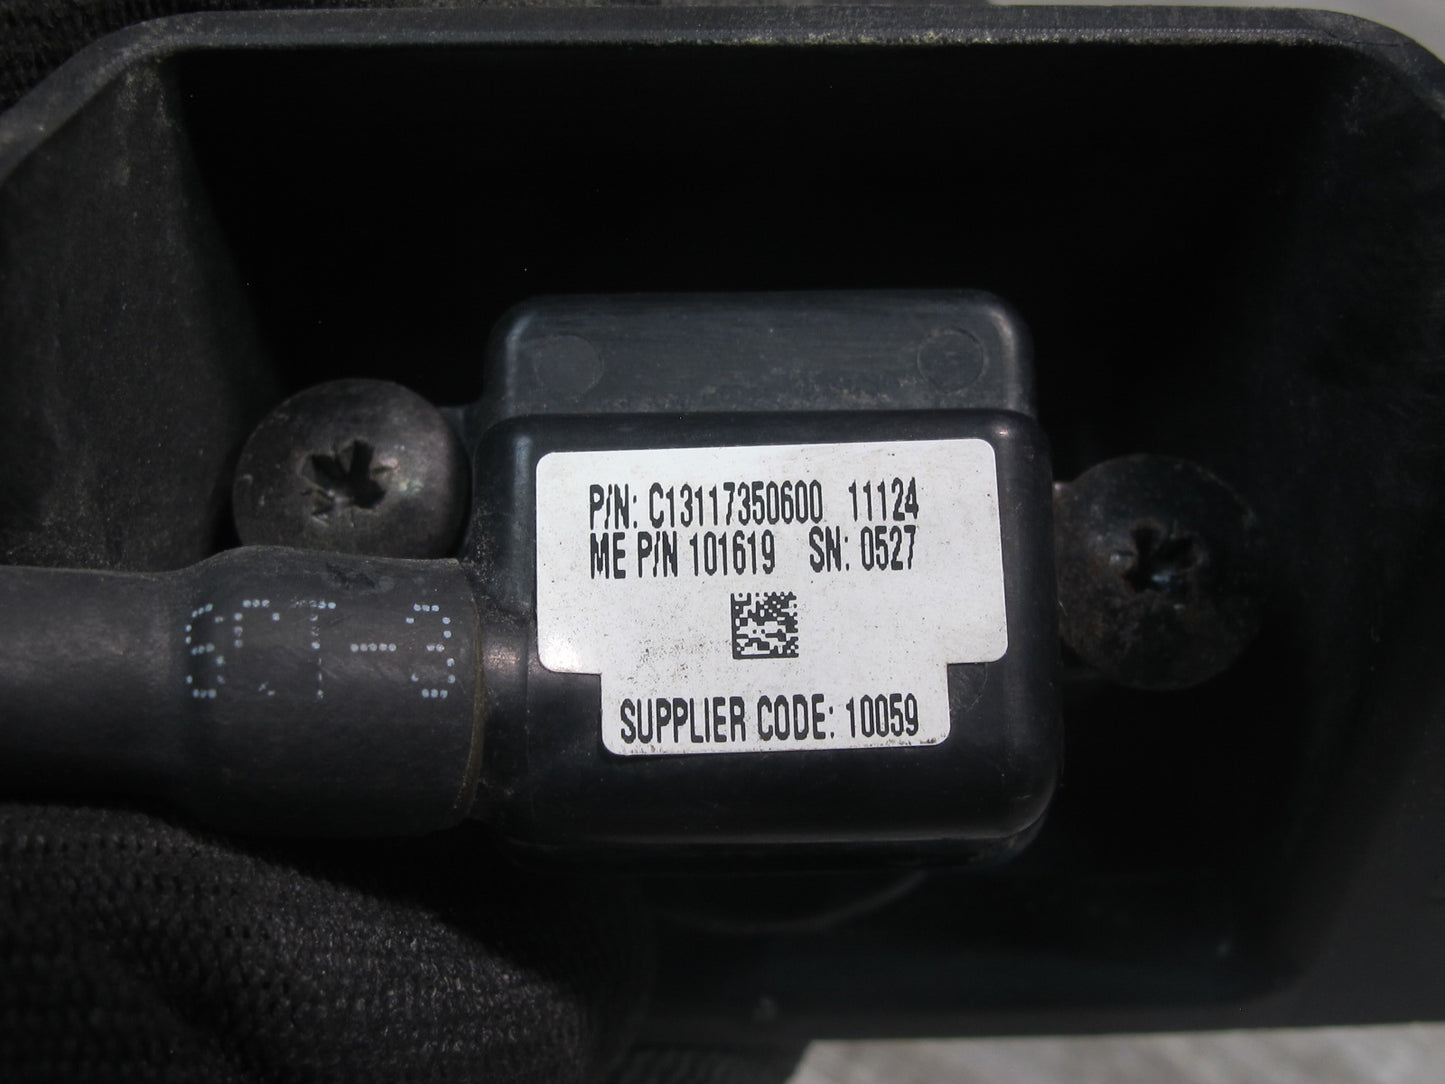 P/N: C13117350600 11124
ME P/N 101619 SN: 0527
SUPPLIER CODE: 10059